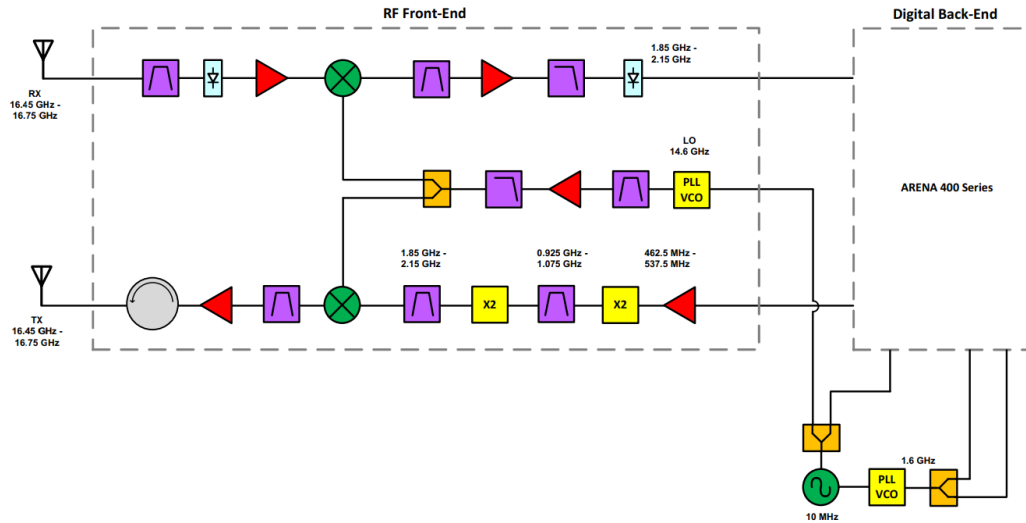 RF Front-End
Digital Back-End
1.85 GHz -
2.15 GHz
RX
16.45 GHz -
16.75 GHz
LO
14.6 GHz
PLL
VCO
ARENA 400 Series
1.85 GHz -
2.15 GHz
0.925 GHz -
1.075 GHz
462.5 MHz -
537.5 MHz
X2
X2
TX
16.45 GHz -
16.75 GHz
1.6 GHz
PLL
VCO
10 MHz